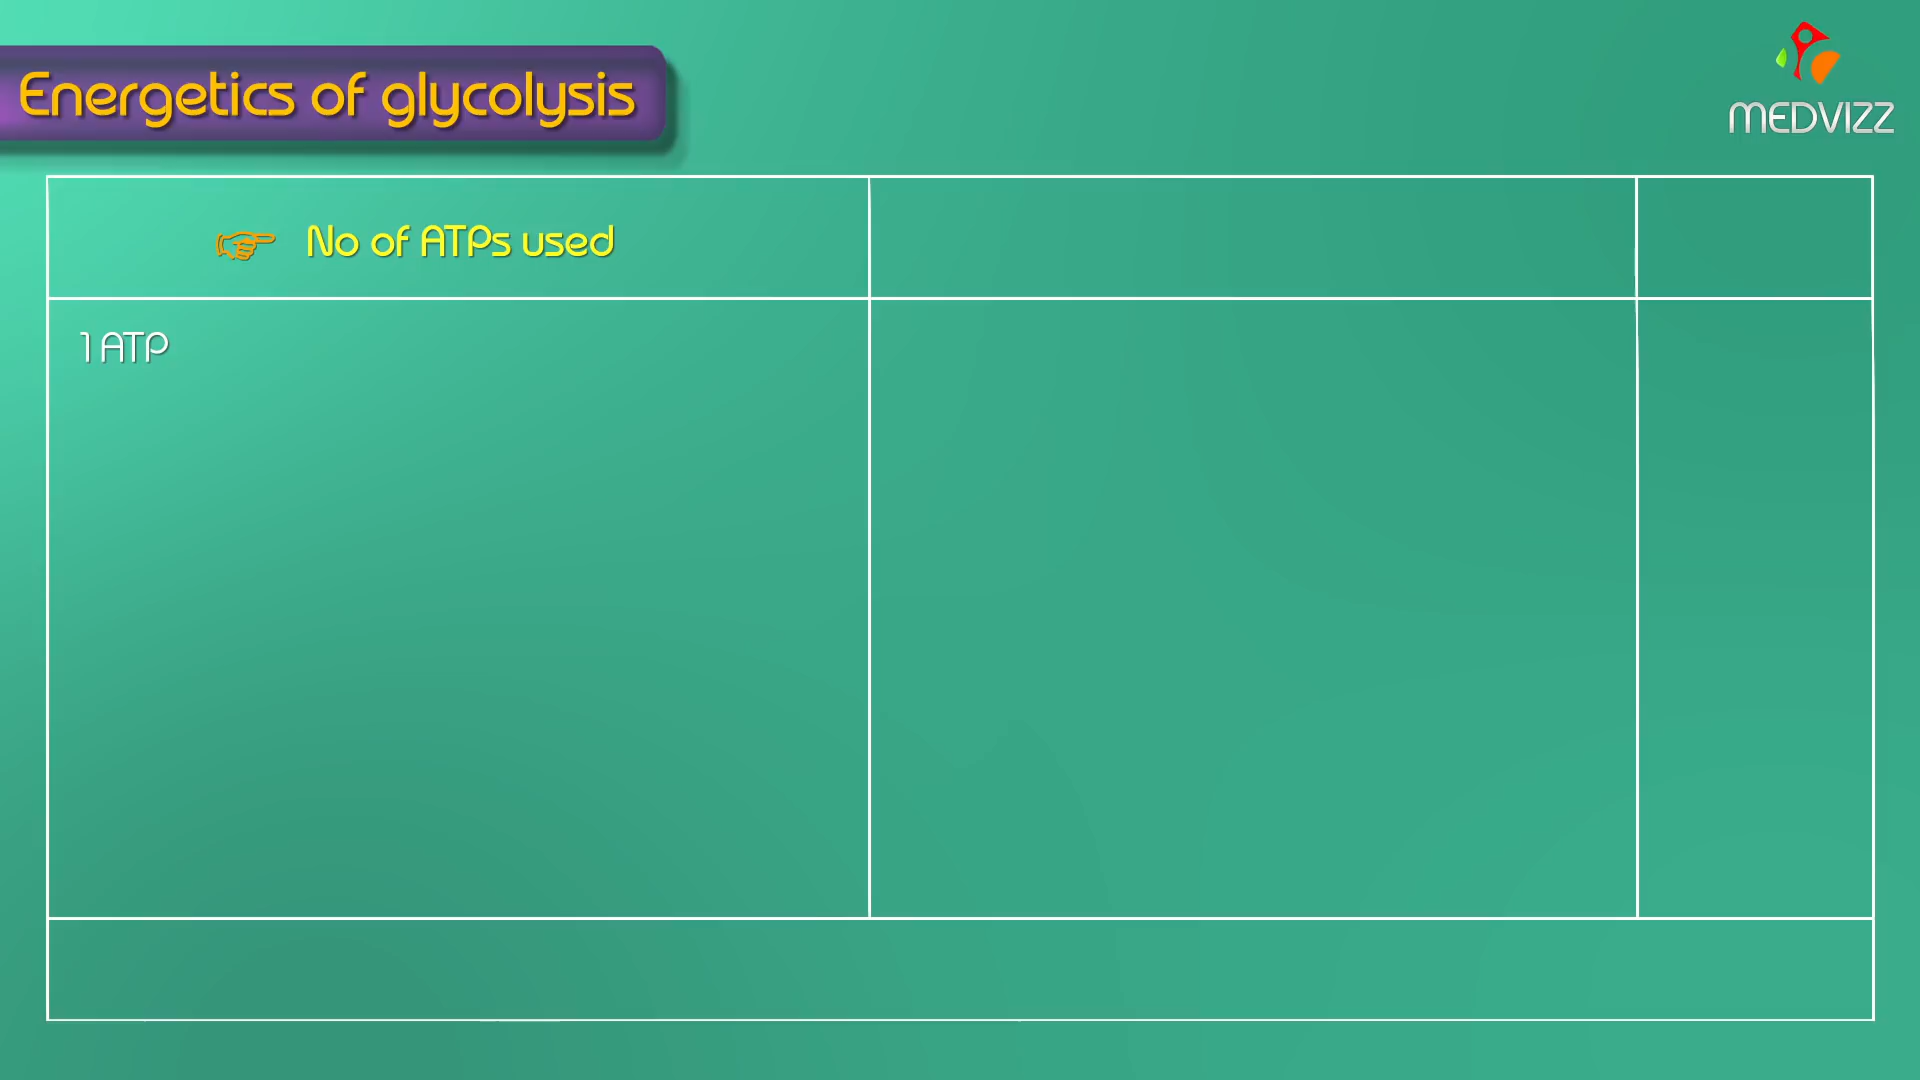 Energetics of glycolysis
MEDVIZZ
No of ATPs used
1 ATP